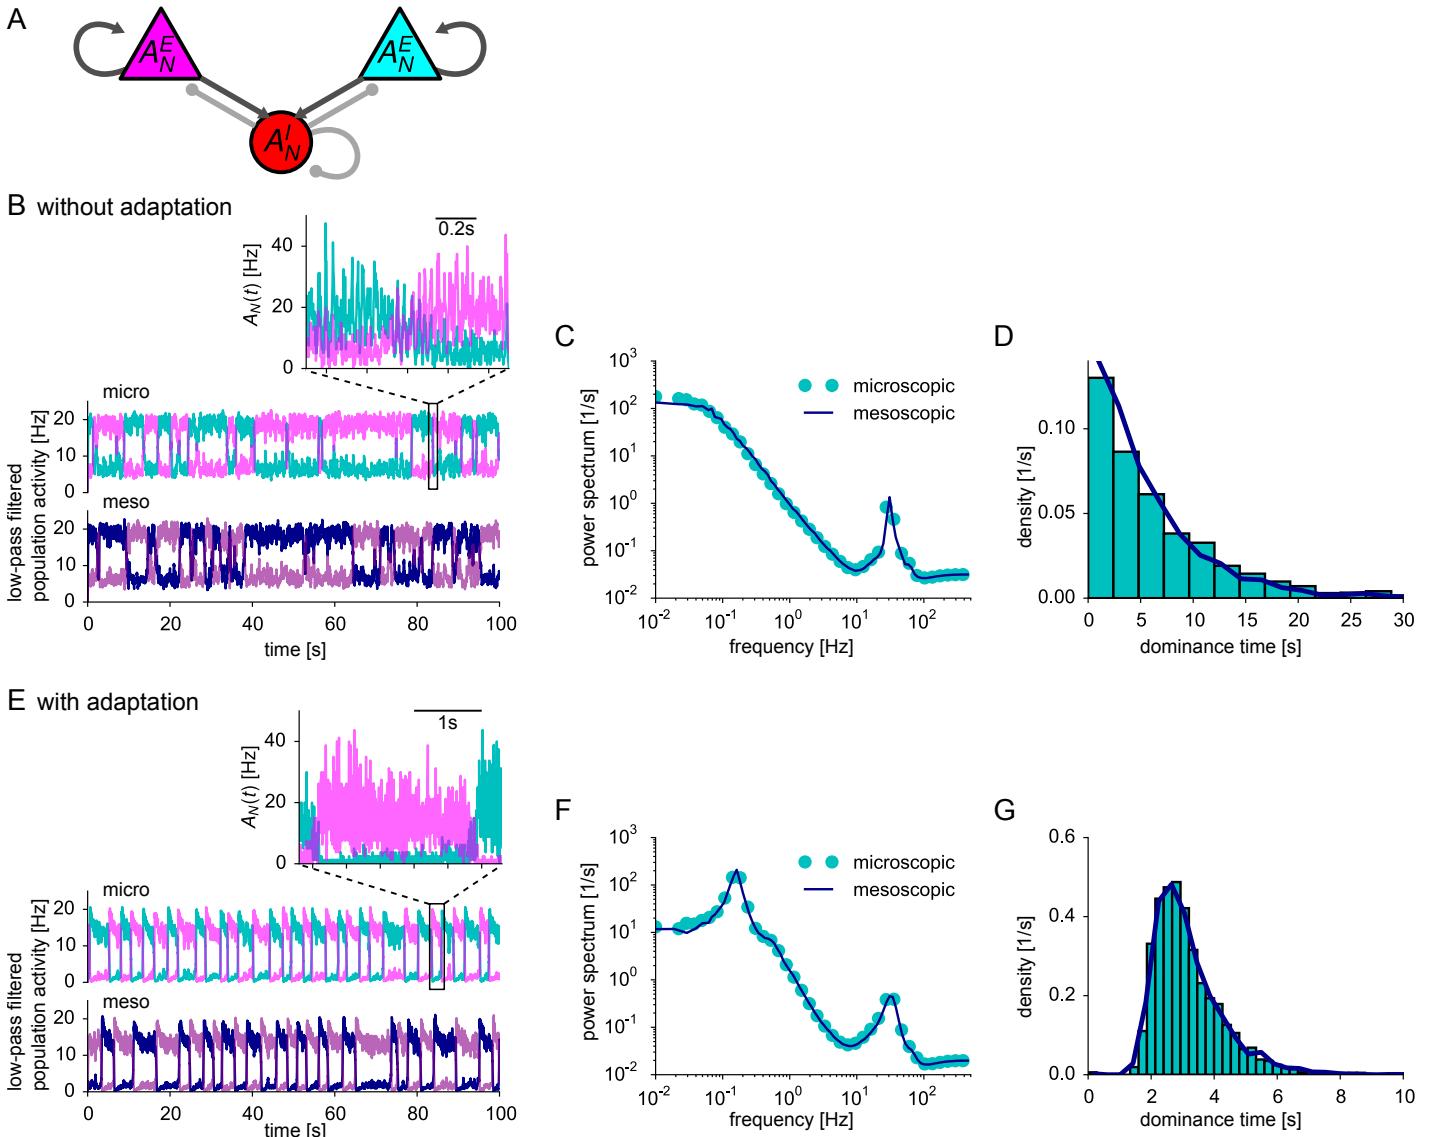 A
A_N^E
A_N^E
A_N^I
B without adaptation
0.2s
A_N(t) [Hz]
40
20
0
micro
20
10
0
meso
20
10
0
low-pass filtered
population activity [Hz]
0 20 40 60 80 100
time [s]
C
power spectrum [1/s]
10^3
10^2
10^1
10^0
10^-1
10^-2
microscopic
mesoscopic
10^-2 10^-1 10^0 10^1 10^2
frequency [Hz]
D
density [1/s]
0.10
0.05
0.00
0 5 10 15 20 25 30
dominance time [s]
E with adaptation
1s
A_N(t) [Hz]
40
20
0
micro
20
10
0
meso
20
10
0
low-pass filtered
population activity [Hz]
0 20 40 60 80 100
time [s]
F
power spectrum [1/s]
10^3
10^2
10^1
10^0
10^-1
10^-2
microscopic
mesoscopic
10^-2 10^-1 10^0 10^1 10^2
frequency [Hz]
G
density [1/s]
0.6
0.4
0.2
0.0
0 2 4 6 8 10
dominance time [s]